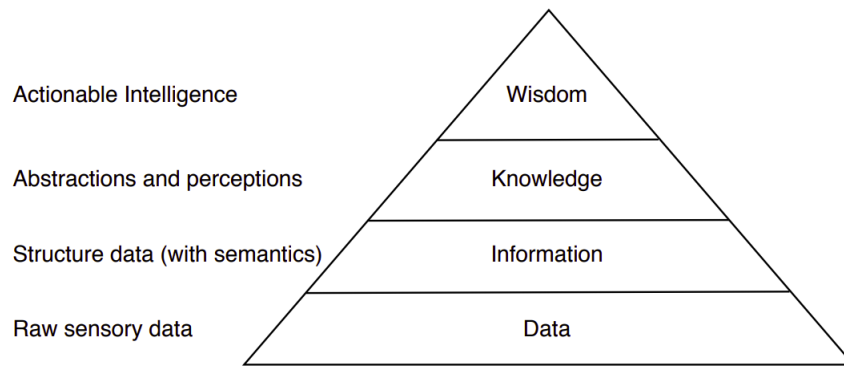 Actionable Intelligence Wisdom
Abstractions and perceptions Knowledge
Structure data (with semantics) Information
Raw sensory data Data